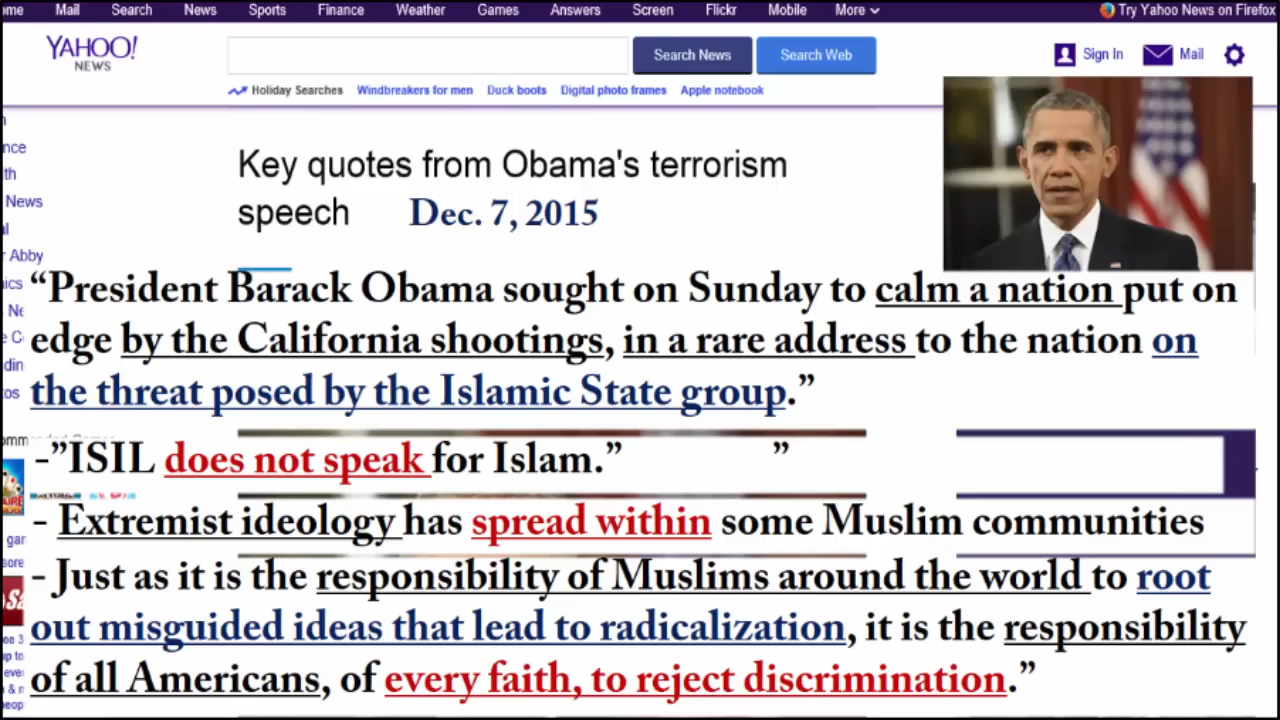 Mail Search News Sports Finance Weather Games Answers Screen Flickr Mobile More Try Yahoo News on Firefox
YAHOO!
NEWS
Search News Search Web
Sign In Mail
Holiday Searches Windbreakers for men Duck boots Digital photo frames Apple notebook
Key quotes from Obama's terrorism
speech Dec. 7, 2015
News
Abby
“President Barack Obama sought on Sunday to calm a nation put on
edge by the California shootings, in a rare address to the nation on
the threat posed by the Islamic State group.”
-”ISIL does not speak for Islam.” ”
- Extremist ideology has spread within some Muslim communities
- Just as it is the responsibility of Muslims around the world to root
out misguided ideas that lead to radicalization, it is the responsibility
of all Americans, of every faith, to reject discrimination.”